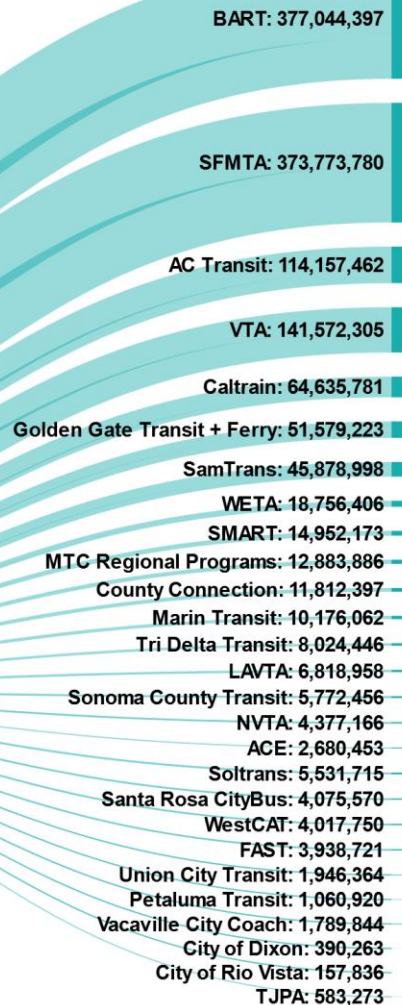 BART: 377,044,397
SFMTA: 373,773,780
AC Transit: 114,157,462
VTA: 141,572,305
Caltrain: 64,635,781
Golden Gate Transit + Ferry: 51,579,223
SamTrans: 45,878,998
WETA: 18,756,406
SMART: 14,952,173
MTC Regional Programs: 12,883,886
County Connection: 11,812,397
Marin Transit: 10,176,062
Tri Delta Transit: 8,024,446
LAVTA: 6,818,958
Sonoma County Transit: 5,772,456
NVTA: 4,377,166
ACE: 2,680,453
Soltrans: 5,531,715
Santa Rosa CityBus: 4,075,570
WestCAT: 4,017,750
FAST: 3,938,721
Union City Transit: 1,946,364
Petaluma Transit: 1,060,920
Vacaville City Coach: 1,789,844
City of Dixon: 390,263
City of Rio Vista: 157,836
TJPA: 583,273